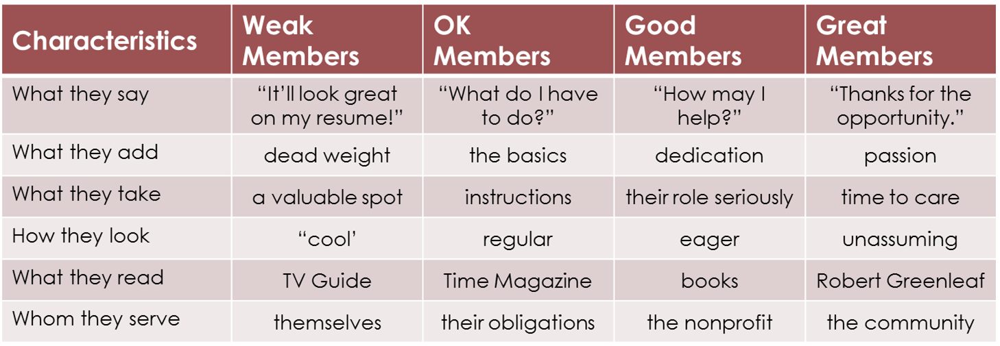 Characteristics
Weak
Members
OK
Members
Good
Members
Great
Members
What they say
“It’ll look great
on my resume!”
“What do I have
to do?”
“How may I
help?”
“Thanks for the
opportunity.”
What they add
dead weight
the basics
dedication
passion
What they take
a valuable spot
instructions
their role seriously
time to care
How they look
“cool’
regular
eager
unassuming
What they read
TV Guide
Time Magazine
books
Robert Greenleaf
Whom they serve
themselves
their obligations
the nonprofit
the community